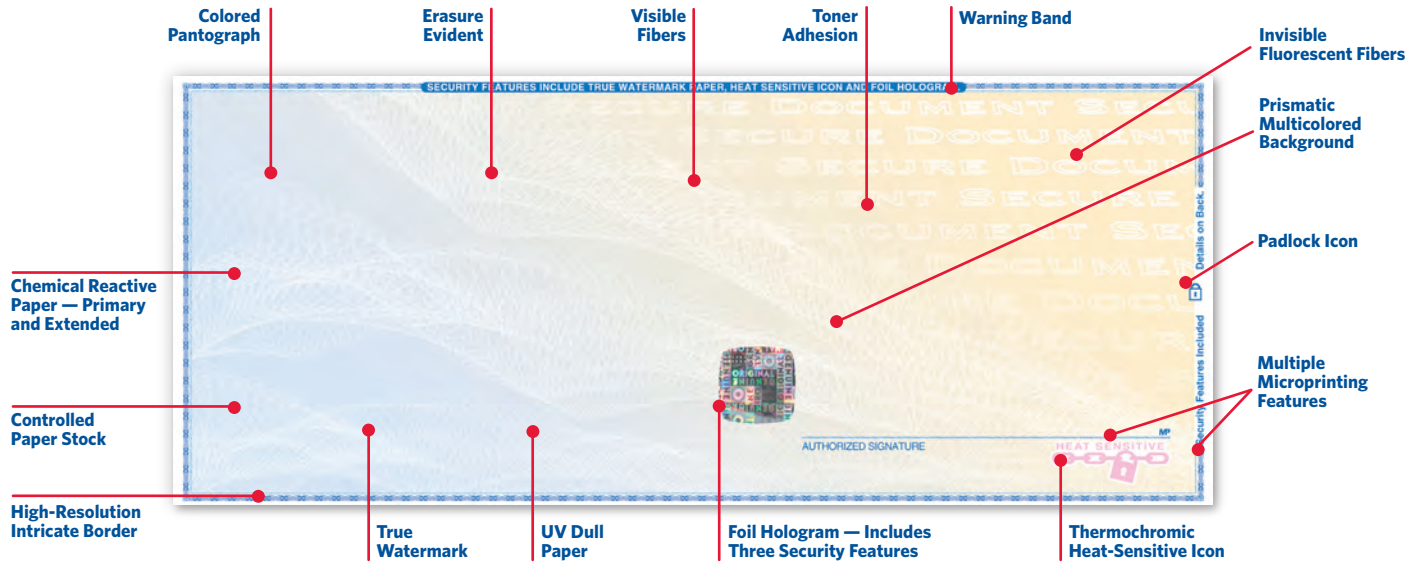 Colored
Pantograph
Erasure
Evident
Visible
Fibers
Toner
Adhesion
Warning Band
Invisible
Fluorescent Fibers
Prismatic
Multicolored
Background
Padlock Icon
Multiple
Microprinting
Features
Chemical Reactive
Paper — Primary
and Extended
Controlled
Paper Stock
High-Resolution
Intricate Border
True
Watermark
UV Dull
Paper
Foil Hologram — Includes
Three Security Features
Thermochromic
Heat-Sensitive Icon
SECURITY FEATURES INCLUDE TRUE WATERMARK PAPER, HEAT SENSITIVE ICON AND FOIL HOLOGRAM
DOCUMENT
SECURE DOCUMENT
SECURE
DOCUMENT
ORIGINAL
AUTHORIZED SIGNATURE
MP
HEAT SENSITIVE
Security Features Included
Details on Back.